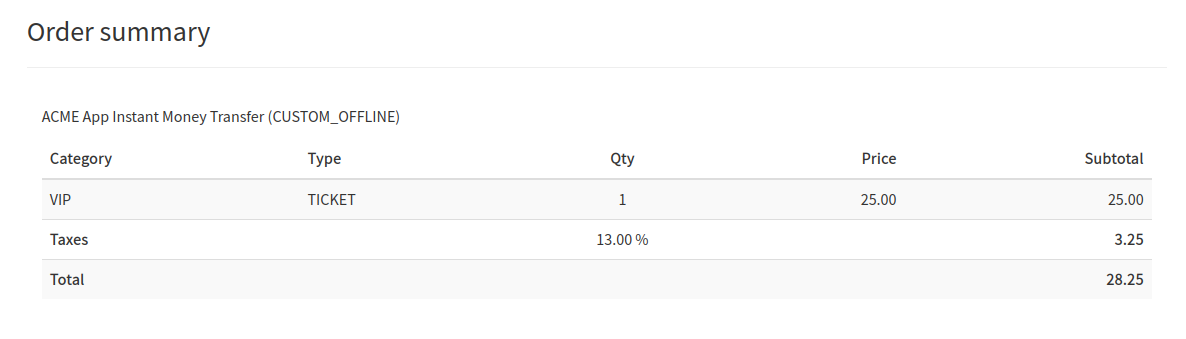 Order summary
ACME App Instant Money Transfer (CUSTOM_OFFLINE)
Category Type Qty Price Subtotal
VIP TICKET 1 25.00 25.00
Taxes 13.00 % 3.25
Total 28.25